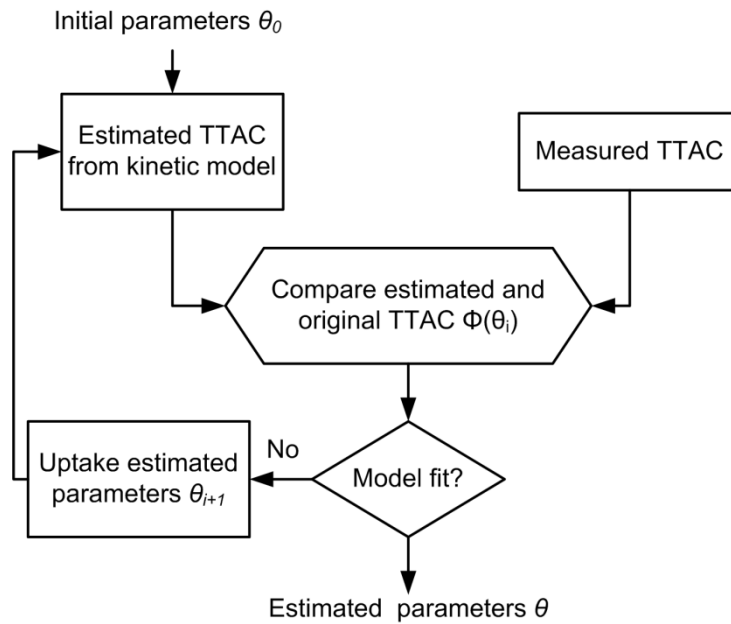 Initial parameters θ0
Estimated TTAC
from kinetic model
Measured TTAC
Compare estimated and
original TTAC Φ(θi)
Model fit?
No
Uptake estimated
parameters θi+1
Estimated parameters θ